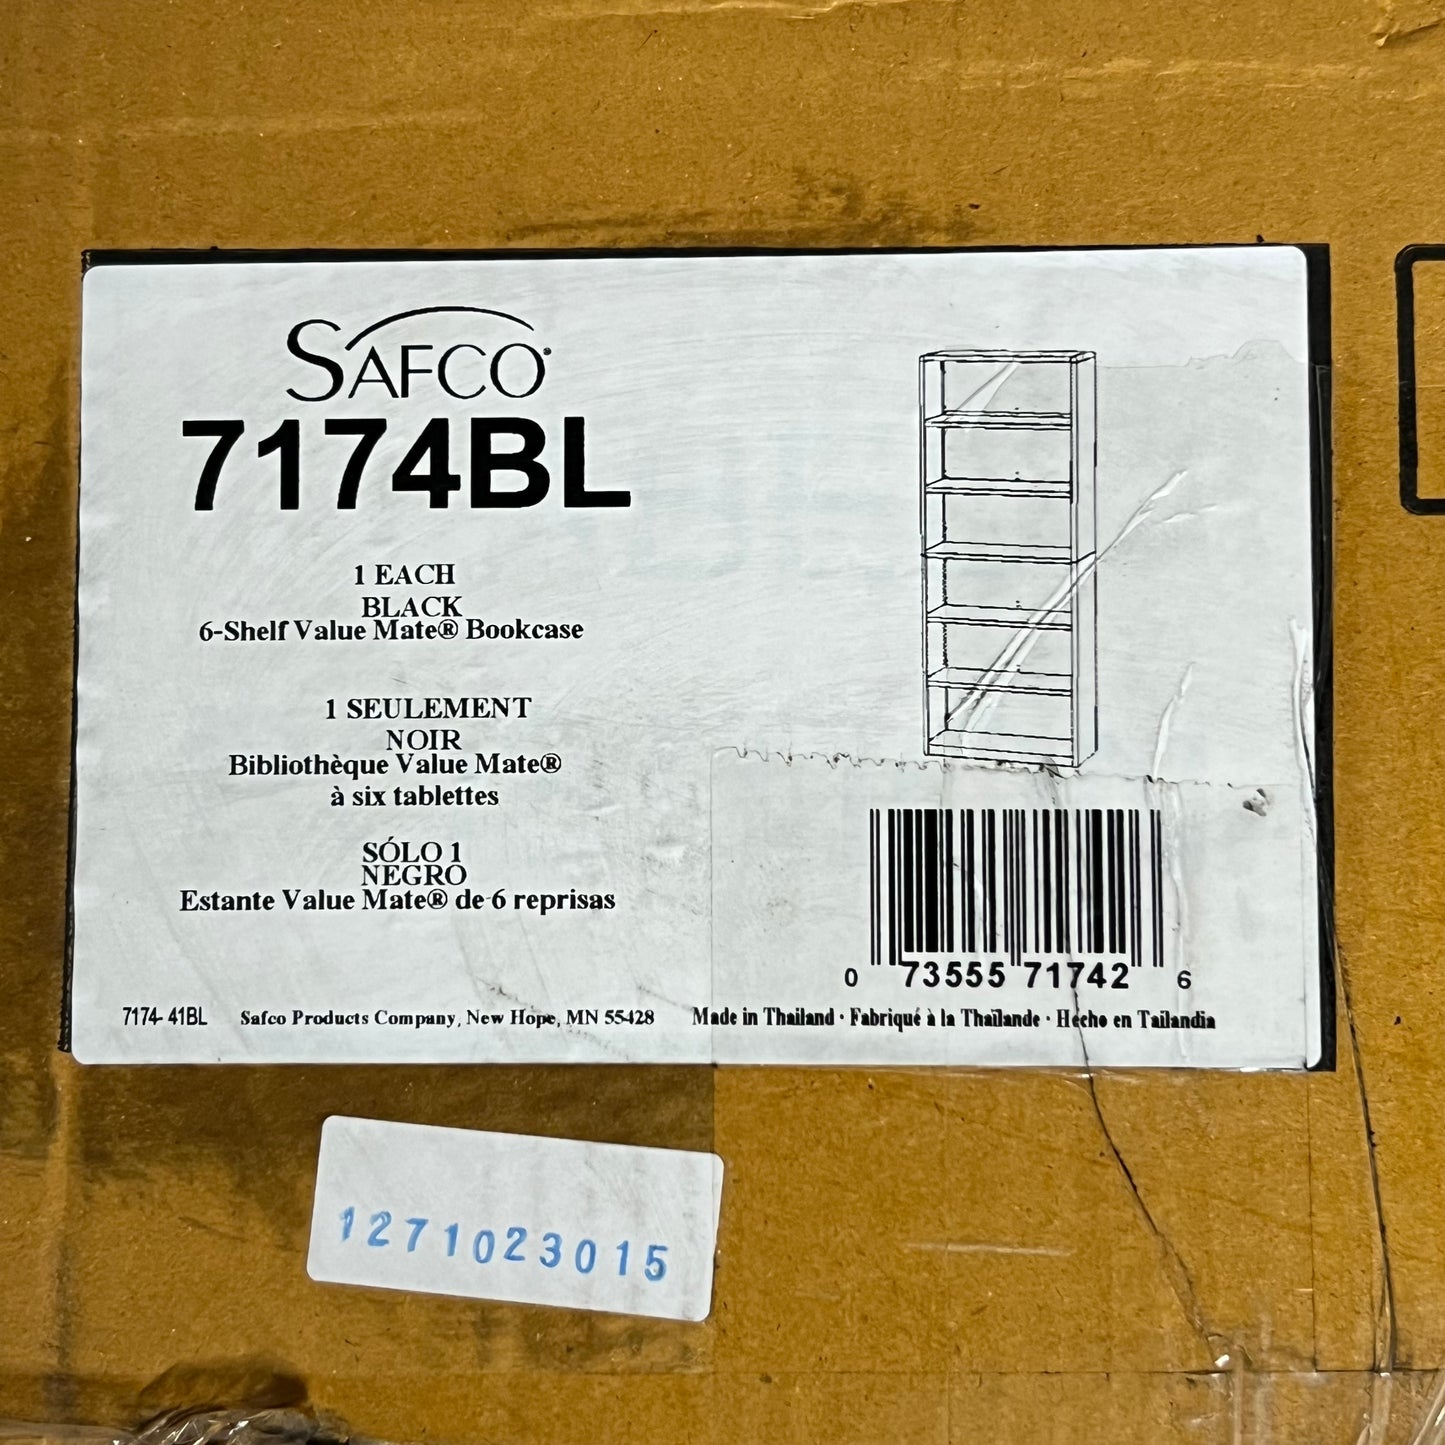 SAFCO®
7174BL
1 EACH
BLACK
6-Shelf Value Mate® Bookcase
1 SEULEMENT
NOIR
Bibliothèque Value Mate®
à six tablettes
SÓLO 1
NEGRO
Estante Value Mate® de 6 reprisas
0 73555 71742 6
7174- 41BL Safco Products Company, New Hope, MN 55428 Made in Thailand · Fabriqué à la Thaïlande · Hecho en Tailandia
1271023015